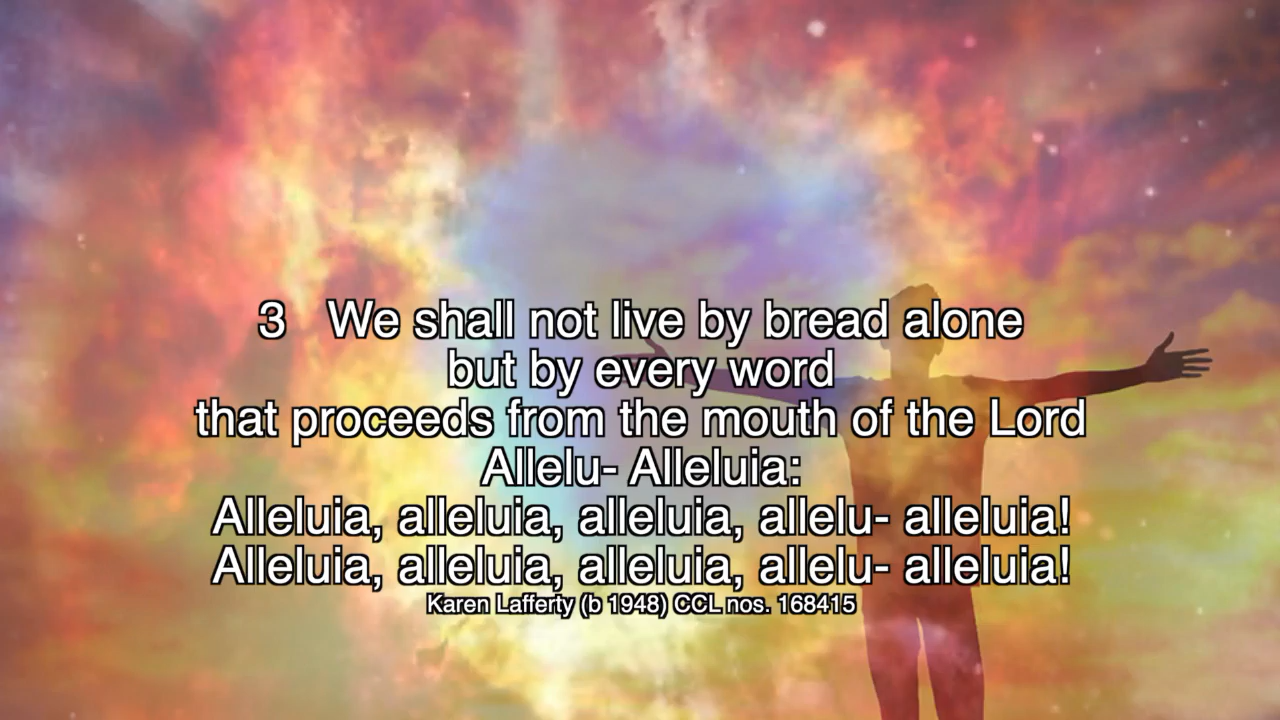 3 We shall not live by bread alone
but by every word
that proceeds from the mouth of the Lord
Allelu- Alleluia:
Alleluia, alleluia, alleluia, allelu- alleluia!
Alleluia, alleluia, alleluia, allelu- alleluia!
Karen Lafferty (b 1948) CCL nos. 168415